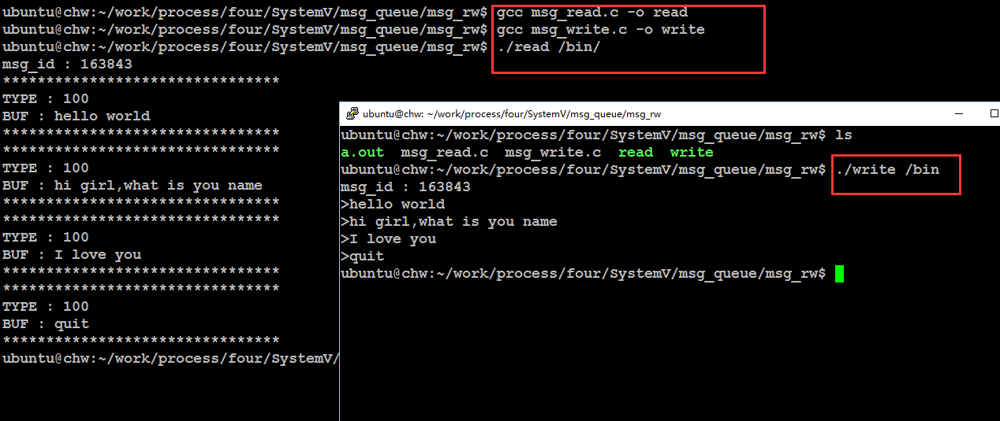 ubuntu@chw:~/work/process/four/SystemV/msg_queue/msg_rw$ gcc msg_read.c -o read
ubuntu@chw:~/work/process/four/SystemV/msg_queue/msg_rw$ gcc msg_write.c -o write
ubuntu@chw:~/work/process/four/SystemV/msg_queue/msg_rw$ ./read /bin/
msg_id : 163843
********************************
TYPE : 100
BUF : hello world
********************************
********************************
TYPE : 100
BUF : hi girl,what is you name
********************************
********************************
TYPE : 100
BUF : I love you
********************************
********************************
TYPE : 100
BUF : quit
********************************
ubuntu@chw:~/work/process/four/SystemV/
ubuntu@chw: ~/work/process/four/SystemV/msg_queue/msg_rw
ubuntu@chw:~/work/process/four/SystemV/msg_queue/msg_rw$ ls
a.out msg_read.c msg_write.c read write
ubuntu@chw:~/work/process/four/SystemV/msg_queue/msg_rw$ ./write /bin
msg_id : 163843
>hello world
>hi girl,what is you name
>I love you
>quit
ubuntu@chw:~/work/process/four/SystemV/msg_queue/msg_rw$